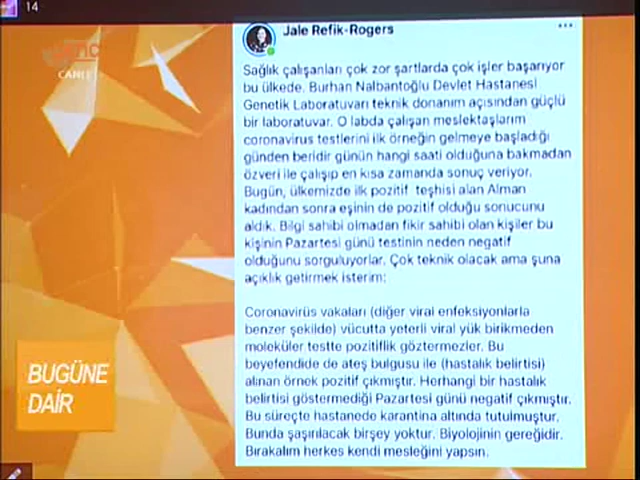 14
Jale Refik-Rogers
CANLI
Sağlık çalışanları çok zor şartlarda çok işler başarıyor
bu ülkede. Burhan Nalbantoğlu Devlet Hastanesi
Genetik Laboratuvarı teknik donanım açısından güçlü
bir laboratuvar. O labda çalışan meslektaşlarım
coronavirus testlerini ilk örneğin gelmeye başladığı
günden beridir günün hangi saati olduğuna bakmadan
özveri ile çalışıp en kısa zamanda sonuç veriyor.
Bugün, ülkemizde ilk pozitif teşhisi alan Alman
kadından sonra eşinin de pozitif olduğu sonucunu
aldık. Bilgi sahibi olmadan fikir sahibi olan kişiler bu
kişinin Pazartesi günü testinin neden negatif
olduğunu sorguluyorlar. Çok teknik olacak ama şuna
açıklık getirmek isterim:
Coronavirüs vakaları (diğer viral enfeksiyonlarla
benzer şekilde) vücutta yeterli viral yük birikmeden
moleküler testte pozitiflik göztermezler. Bu
beyefendide de ateş bulgusu ile (hastalık belirtisi)
alınan örnek pozitif çıkmıştır. Herhangi bir hastalık
belirtisi göstermediği Pazartesi günü negatif çıkmıştır.
Bu süreçte hastanede karantina altında tutulmuştur.
Bunda şaşırılacak birşey yoktur. Biyolojinin gereğidir.
Bırakalım herkes kendi mesleğini yapsın.
BUGÜNE
DAİR